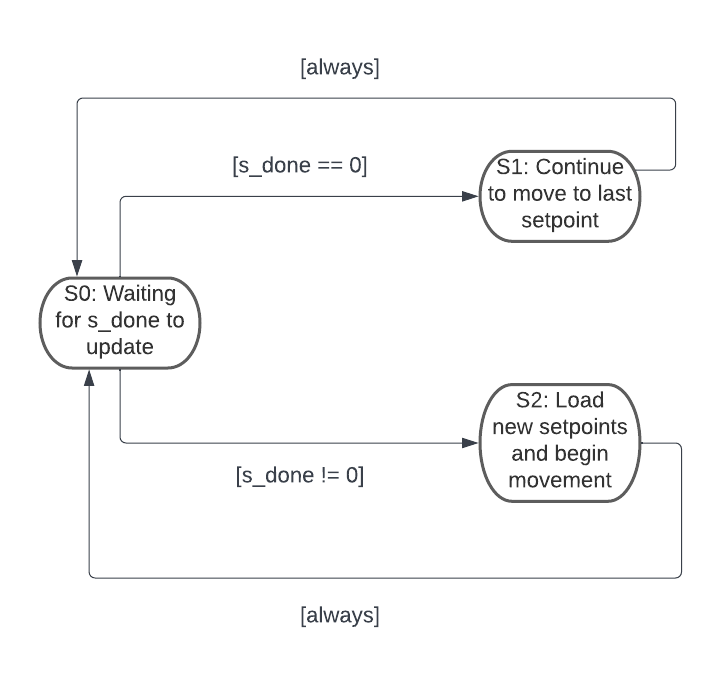 [always]
[s_done == 0]
S1: Continue
to move to last
setpoint
S0: Waiting
for s_done to
update
S2: Load
new setpoints
and begin
movement
[s_done != 0]
[always]